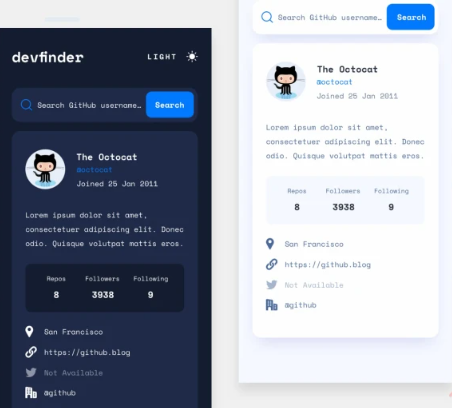 devfinder
LIGHT
Search GitHub username...
Search
The Octocat
@octocat
Joined 25 Jan 2011
Lorem ipsum dolor sit amet,
consectetuer adipiscing elit. Donec
odio. Quisque volutpat mattis eros.
Repos Followers Following
8 3938 9
San Francisco
https://github.blog
Not Available
@github
Search GitHub username...
Search
The Octocat
@octocat
Joined 25 Jan 2011
Lorem ipsum dolor sit amet,
consectetuer adipiscing elit. Donec
odio. Quisque volutpat mattis eros.
Repos Followers Following
8 3938 9
San Francisco
https://github.blog
Not Available
@github